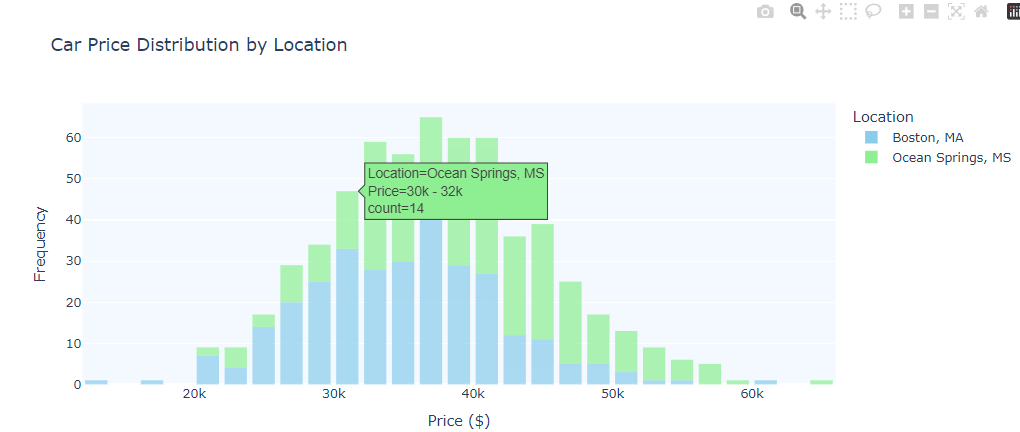 Car Price Distribution by Location
Location
Boston, MA
Ocean Springs, MS
60
50
40
30
20
10
0
Frequency
Location=Ocean Springs, MS
Price=30k - 32k
count=14
20k 30k 40k 50k 60k
Price ($)